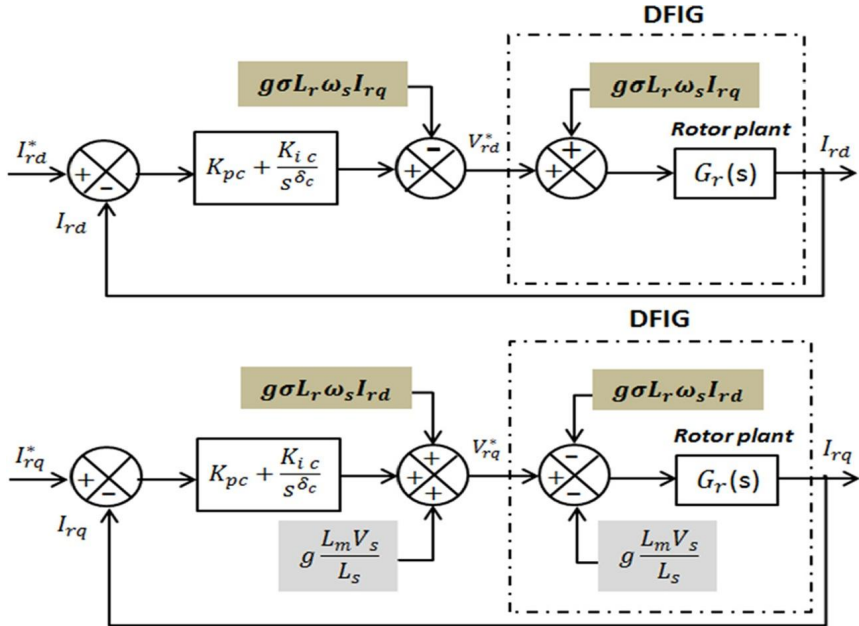 DFIG
gσL_rω_sI_rq
gσL_rω_sI_rq
I*_rd
+
-
K_pc + K_ic/s^δc
-
+
V*_rd
+
+
Rotor plant
G_r(s)
I_rd
I_rd
DFIG
gσL_rω_sI_rd
gσL_rω_sI_rd
I*_rq
+
-
K_pc + K_ic/s^δc
+
+
+
V*_rq
-
+
-
Rotor plant
G_r(s)
I_rq
I_rq
g L_mV_s/L_s
g L_mV_s/L_s